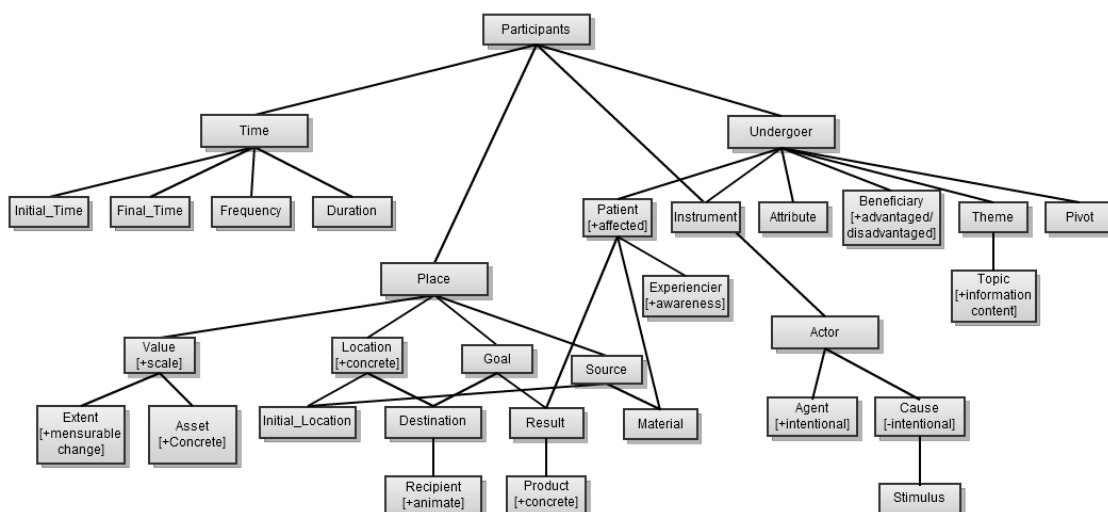 Participants
Time
Undergoer
Initial_Time
Final_Time
Frequency
Duration
Patient
[+affected]
Instrument
Attribute
Beneficiary
[+advantaged/
disadvantaged]
Theme
Pivot
Place
Experiencier
[+awareness]
Topic
[+information
content]
Actor
Value
[+scale]
Location
[+concrete]
Goal
Source
Extent
[+mensurable
change]
Asset
[+Concrete]
Initial_Location
Destination
Result
Material
Agent
[+intentional]
Cause
[-intentional]
Recipient
[+animate]
Product
[+concrete]
Stimulus